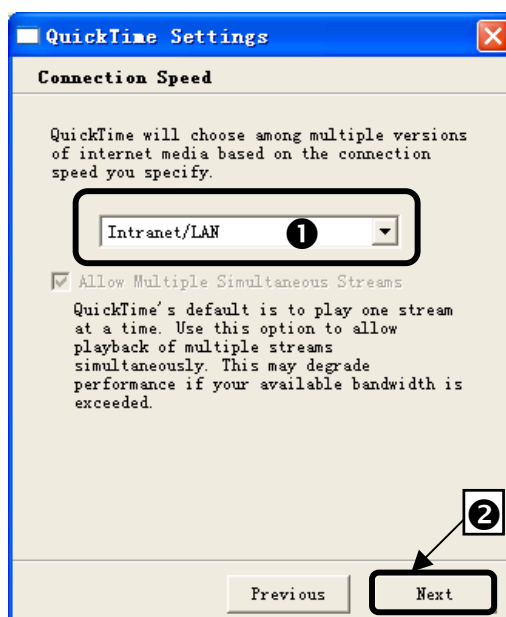 QuickTime Settings
Connection Speed
QuickTime will choose among multiple versions
of internet media based on the connection
speed you specify.
Intranet/LAN ❶
Allow Multiple Simultaneous Streams
QuickTime's default is to play one stream
at a time. Use this option to allow
playback of multiple streams
simultaneously. This may degrade
performance if your available bandwidth is
exceeded.
❷
Previous Next